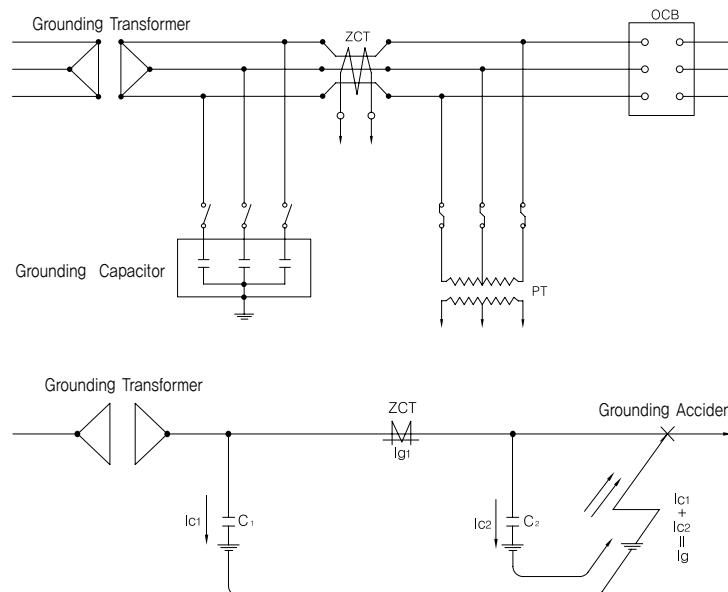 Grounding Transformer
ZCT
OCB
Grounding Capacitor
PT
Grounding Transformer
ZCT
Grounding Acciden
Ig1
Ic1
C1
Ic2
C2
Ic1
+
Ic2
=
Ig